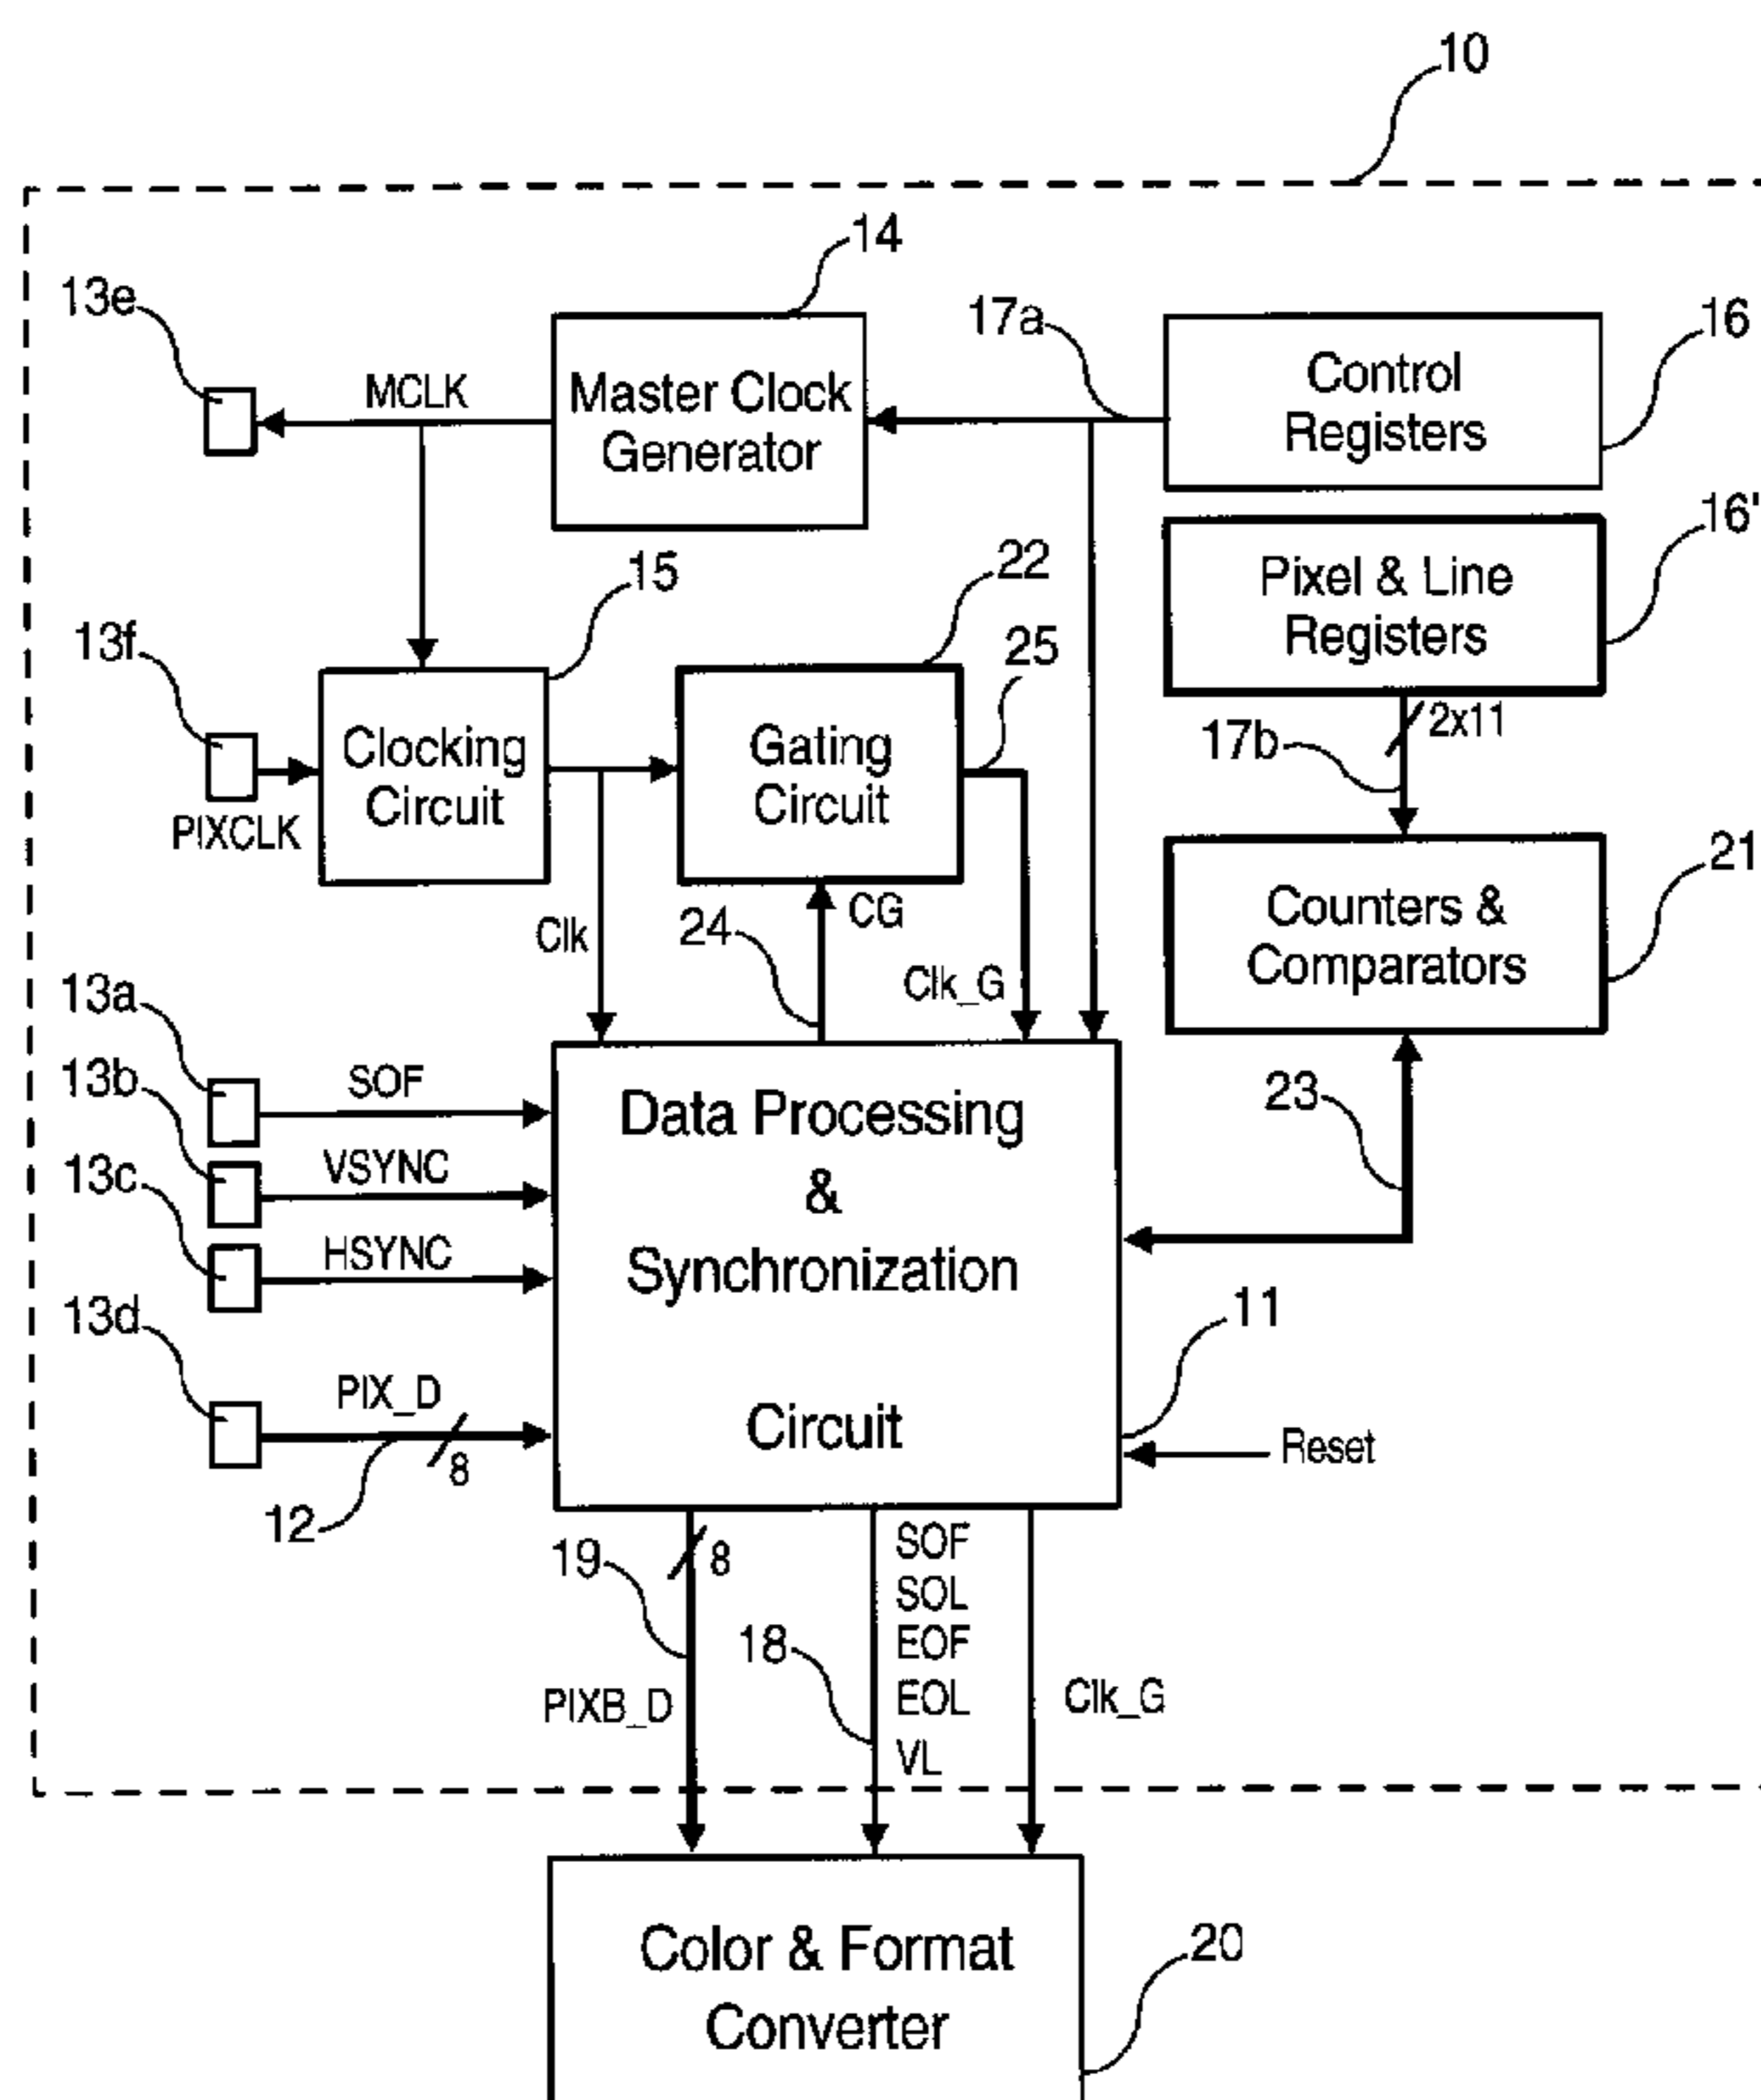 10
14
13e
17a
16
MCLK
Master Clock
Generator
Control
Registers
16'
15
22
Pixel & Line
Registers
13f
25
2x11
17b
Clocking
Circuit
Gating
Circuit
PIXCLK
21
Counters &
Comparators
Clk
24
CG
Clk_G
13a
SOF
13b
VSYNC
13c
HSYNC
23
Data Processing
&
Synchronization
Circuit
13d
11
PIX_D
8
Reset
12
19
8
SOF
SOL
EOF
EOL
VL
18
PIXB_D
Clk_G
Color & Format
Converter
20